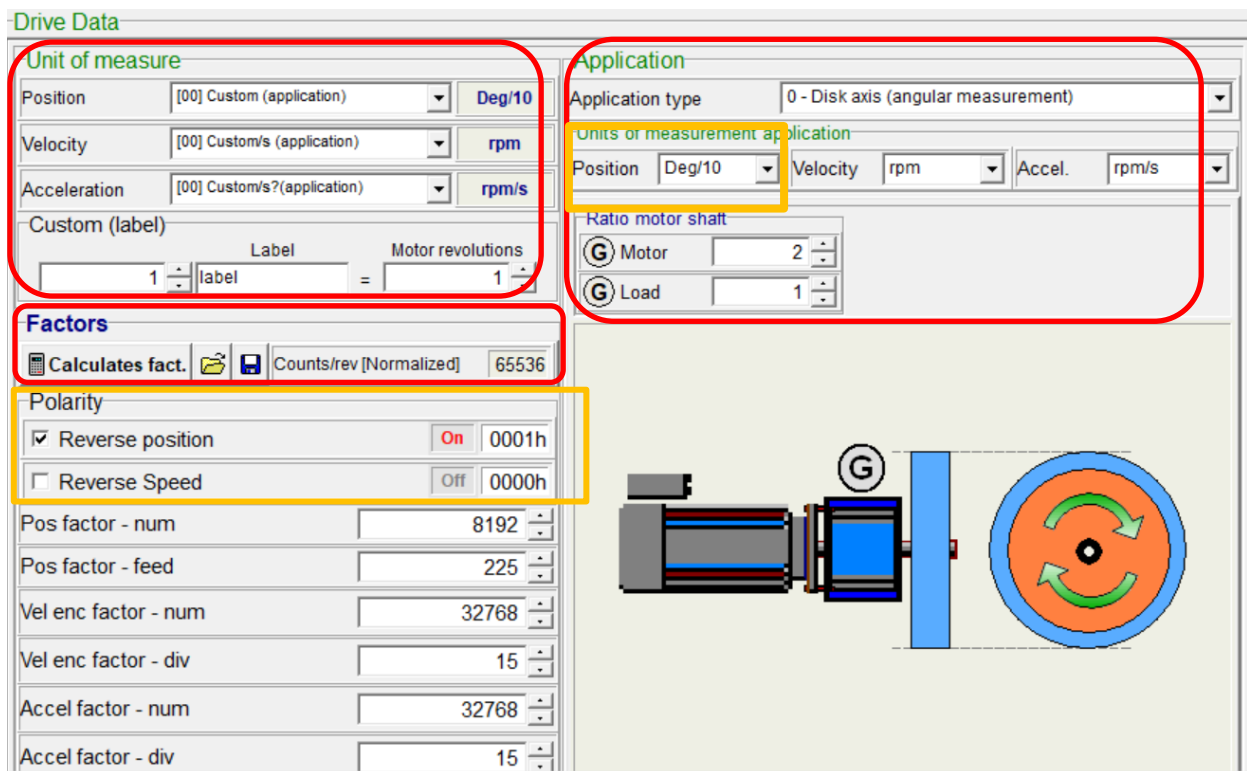 Drive Data
Unit of measure
Position [00] Custom (application) Deg/10
Velocity [00] Custom/s (application) rpm
Acceleration [00] Custom/s?(application) rpm/s
Custom (label)
Label Motor revolutions
1 label = 1
Factors
Calculates fact. Counts/rev [Normalized] 65536
Polarity
Reverse position On 0001h
Reverse Speed Off 0000h
Pos factor - num 8192
Pos factor - feed 225
Vel enc factor - num 32768
Vel enc factor - div 15
Accel factor - num 32768
Accel factor - div 15
Application
Application type 0 - Disk axis (angular measurement)
Units of measurement application
Position Deg/10 Velocity rpm Accel. rpm/s
Ratio motor shaft
G Motor 2
G Load 1
G